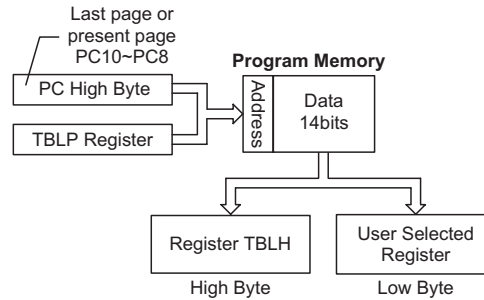 Last page or
present page
PC10~PC8
Program Memory
PC High Byte
TBLP Register
Address
Data
14bits
Register TBLH
User Selected
Register
High Byte
Low Byte